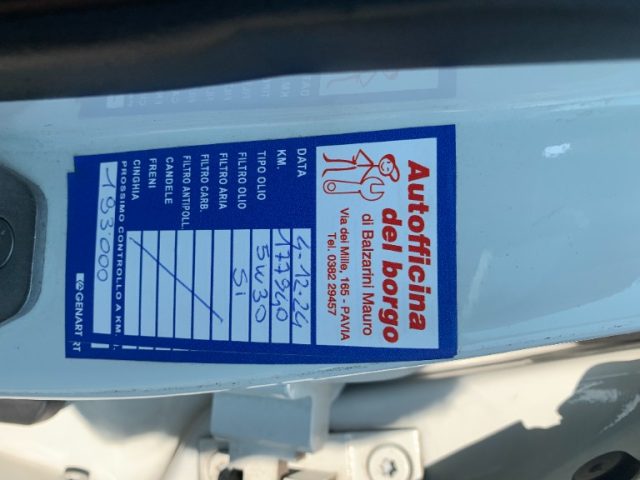 Autofficina
del borgo
di Balzarini Mauro
Via dei Mille, 165 - PAVIA
Tel. 0382 29457
DATA 4-12-24
KM. 177940
TIPO OLIO 5W30
FILTRO OLIO SI
FILTRO ARIA
FILTRO CARB.
FILTRO ANTIPOLL.
CANDELE
FRENI
CINGHIA
PROSSIMO CONTROLLO A KM.
193000
GENART